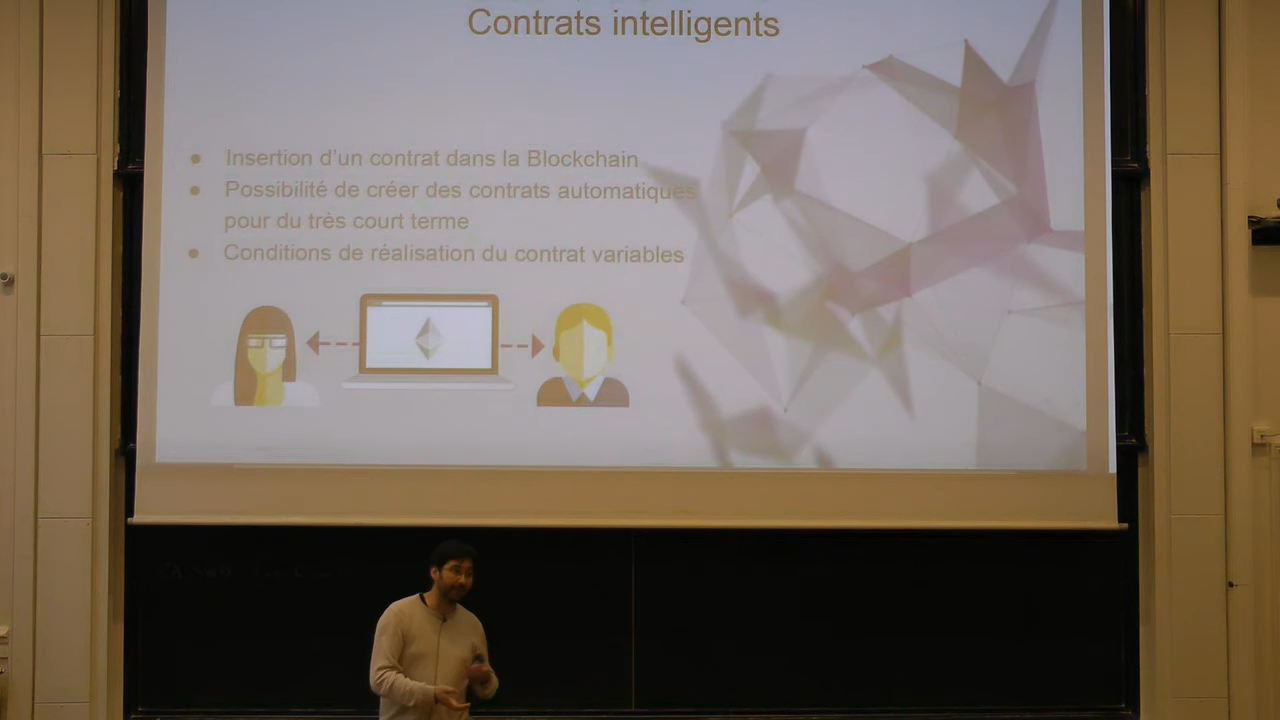 Contrats intelligents
Insertion d'un contrat dans la Blockchain
Possibilité de créer des contrats automatiques
pour du très court terme
Conditions de réalisation du contrat variables